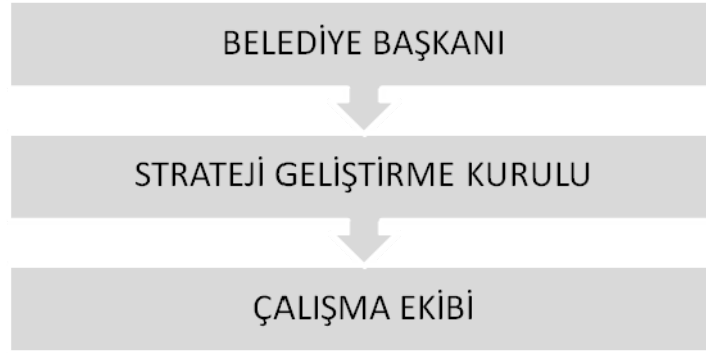 BELEDİYE BAŞKANI
STRATEJİ GELİŞTİRME KURULU
ÇALIŞMA EKİBİ